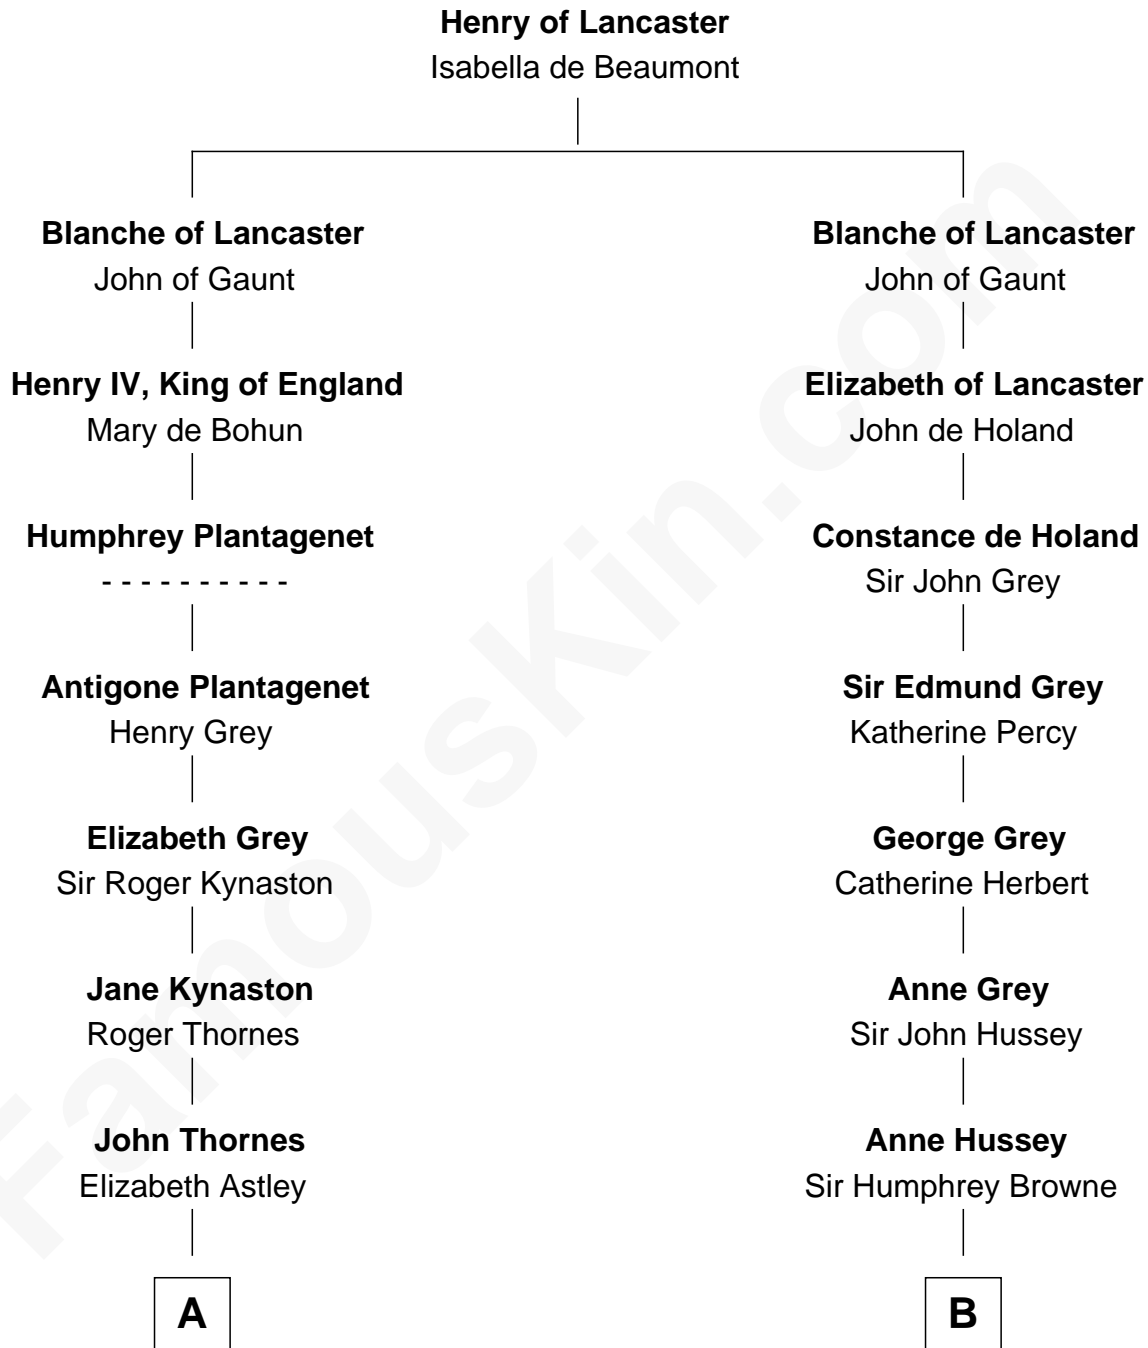 Henry of Lancaster
Isabella de Beaumont
Blanche of Lancaster
John of Gaunt
Henry IV, King of England
Mary de Bohun
Humphrey Plantagenet
- - - - - - - - - -
Antigone Plantagenet
Henry Grey
Elizabeth Grey
Sir Roger Kynaston
Jane Kynaston
Roger Thornes
John Thornes
Elizabeth Astley
A
Blanche of Lancaster
John of Gaunt
Elizabeth of Lancaster
John de Holand
Constance de Holand
Sir John Grey
Sir Edmund Grey
Katherine Percy
George Grey
Catherine Herbert
Anne Grey
Sir John Hussey
Anne Hussey
Sir Humphrey Browne
B
FamousKin.com